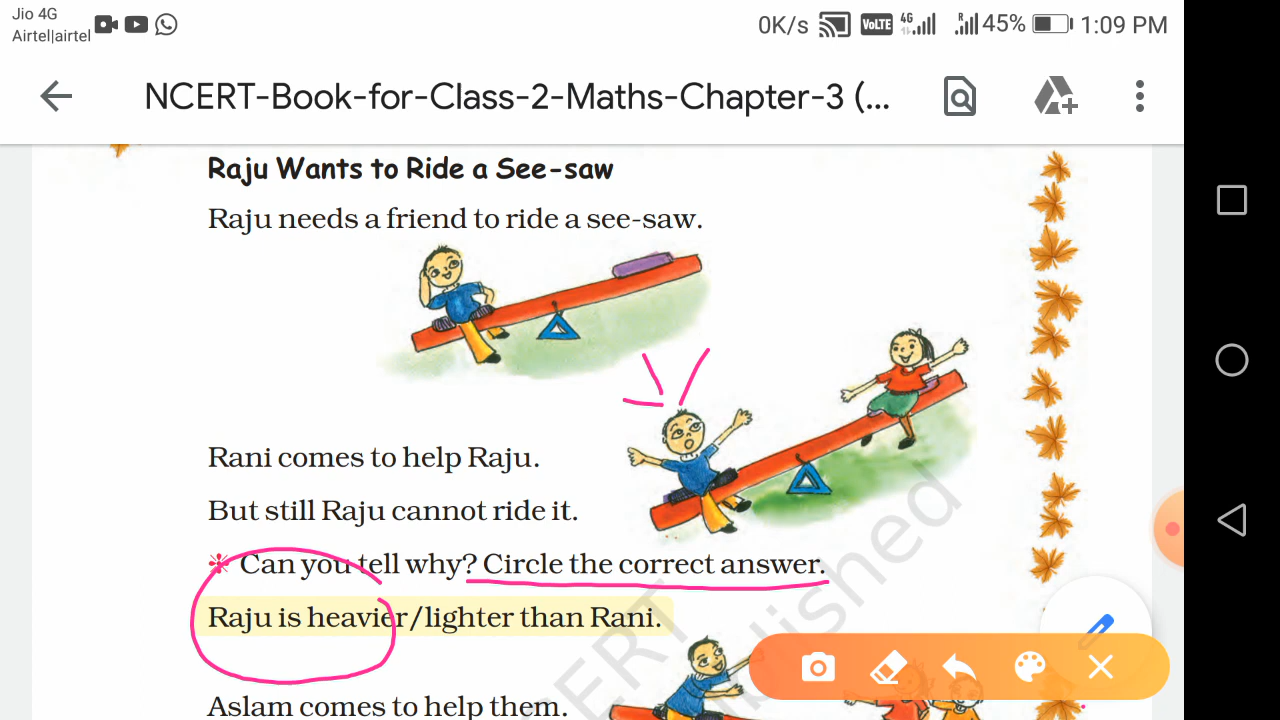 Jio 4G
Airtel|airtel
0K/s VoLTE 4G R 45% 1:09 PM
NCERT-Book-for-Class-2-Maths-Chapter-3 (...
Raju Wants to Ride a See-saw
Raju needs a friend to ride a see-saw.
Rani comes to help Raju.
But still Raju cannot ride it.
Can you tell why? Circle the correct answer.
Raju is heavier/lighter than Rani.
Aslam comes to help them.